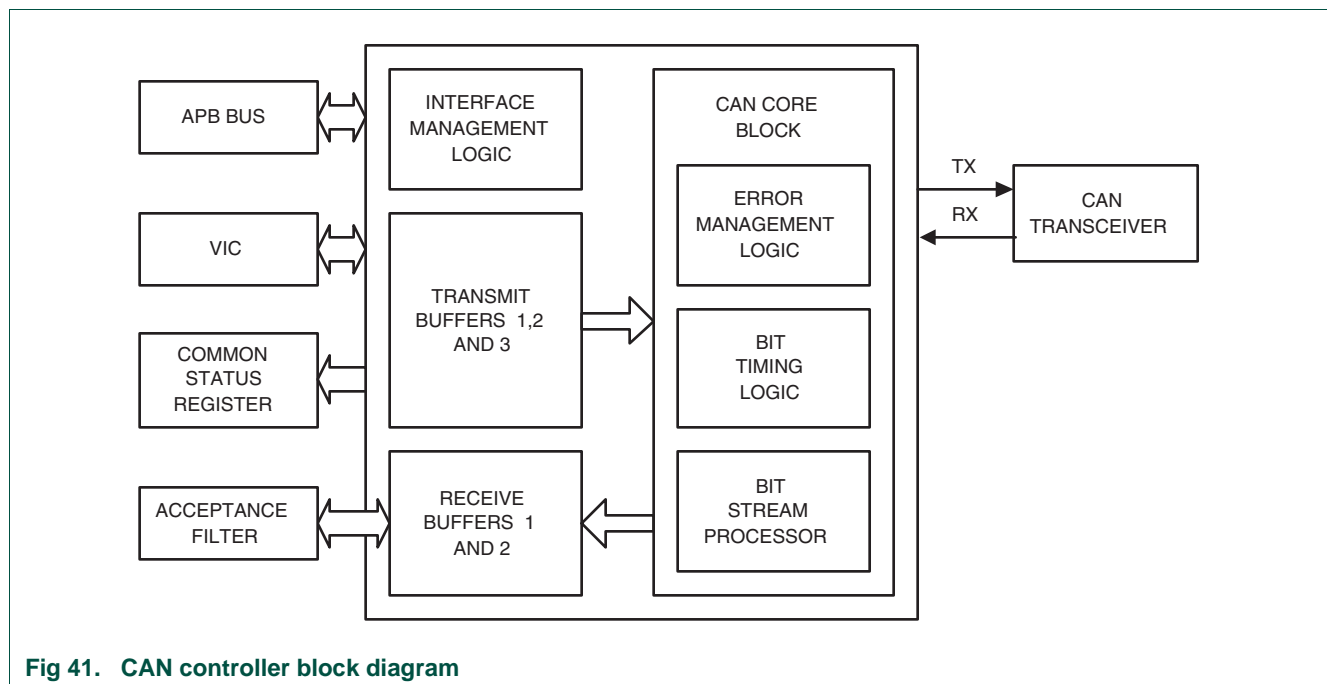 APB BUS
VIC
COMMON
STATUS
REGISTER
ACCEPTANCE
FILTER
INTERFACE
MANAGEMENT
LOGIC
TRANSMIT
BUFFERS 1,2
AND 3
RECEIVE
BUFFERS 1
AND 2
CAN CORE
BLOCK
ERROR
MANAGEMENT
LOGIC
BIT
TIMING
LOGIC
BIT
STREAM
PROCESSOR
TX
RX
CAN
TRANSCEIVER
Fig 41. CAN controller block diagram